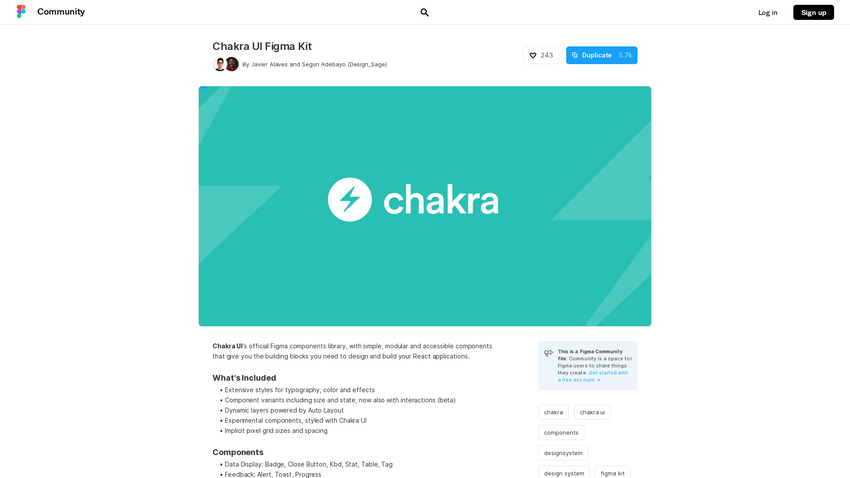 Community
Log in
Sign up
Chakra UI Figma Kit
By Javier Alaves and Segun Adebayo (Design_Sage)
243
Duplicate 5.7k
chakra
Chakra UI's official Figma components library, with simple, modular and accessible components
that give you the building blocks you need to design and build your React applications.
What's Included
• Extensive styles for typography, color and effects
• Component variants including size and state, now also with interactions (beta)
• Dynamic layers powered by Auto Layout
• Experimental components, styled with Chakra UI
• Implicit pixel grid sizes and spacing
Components
• Data Display: Badge, Close Button, Kbd, Stat, Table, Tag
• Feedback: Alert, Toast, Progress
This is a Figma Community
file. Community is a space for
Figma users to share things
they create. Get started with
a free account →
chakra
chakra ui
components
designsystem
design system
figma kit